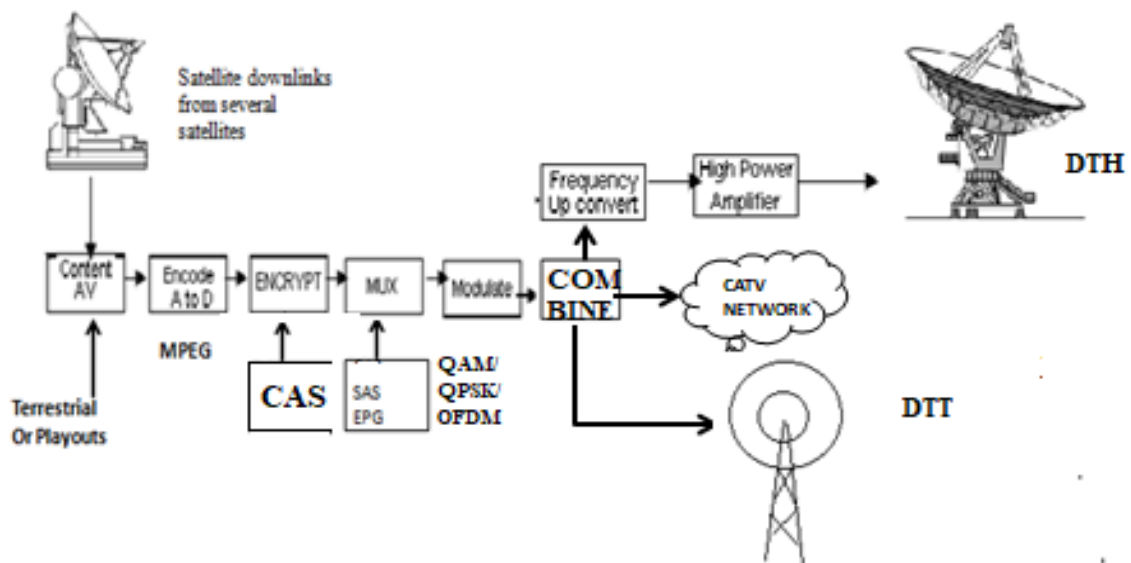 Satellite downlinks
from several
satellites
DTH
Frequency
Up convert
High Power
Amplifier
Content
AV
Encode
A to D
ENCRYPT
MUX
Modulate
COM
BINE
CATV
NETWORK
MPEG
CAS
SAS
EPG
QAM/
QPSK/
OFDM
Terrestrial
Or Playouts
DTT